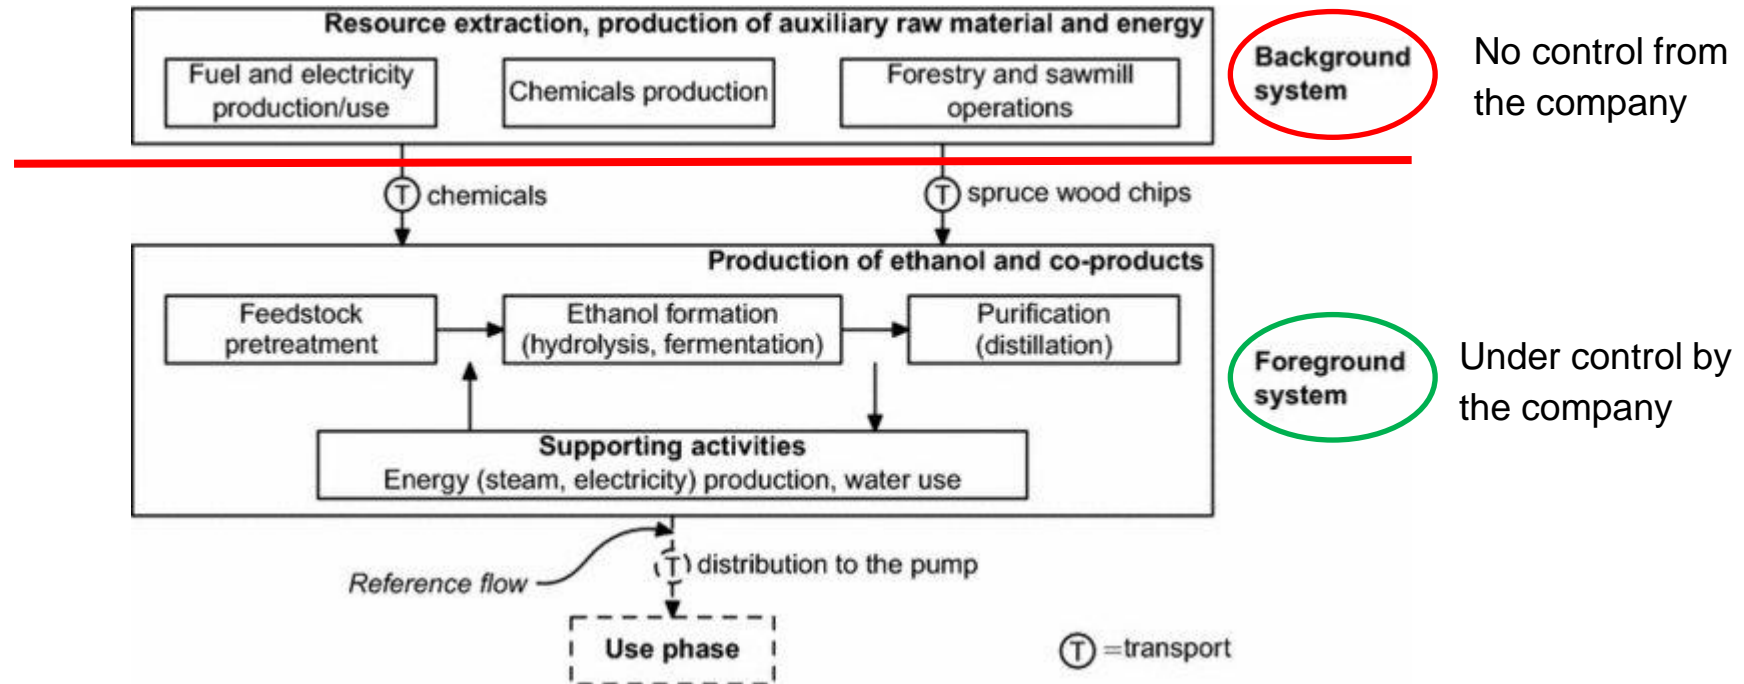 Resource extraction, production of auxiliary raw material and energy
Fuel and electricity
production/use
Chemicals production
Forestry and sawmill
operations
Background
system
No control from
the company
T chemicals
T spruce wood chips
Production of ethanol and co-products
Feedstock
pretreatment
Ethanol formation
(hydrolysis, fermentation)
Purification
(distillation)
Foreground
system
Under control by
the company
Supporting activities
Energy (steam, electricity) production, water use
Reference flow
T distribution to the pump
Use phase
T =transport